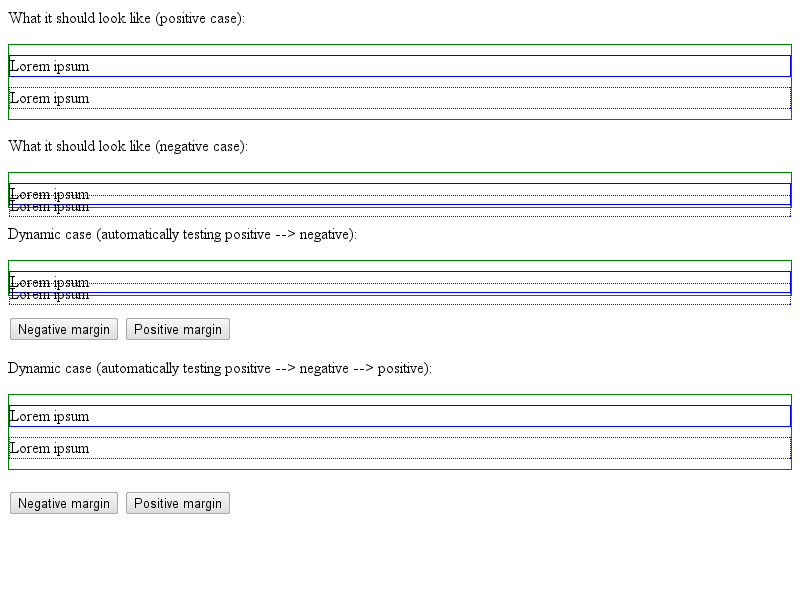 What it should look like (positive case):
Lorem ipsum
Lorem ipsum
What it should look like (negative case):
Lorem ipsum
Lorem ipsum
Dynamic case (automatically testing positive --> negative):
Lorem ipsum
Lorem ipsum
Negative margin Positive margin
Dynamic case (automatically testing positive --> negative --> positive):
Lorem ipsum
Lorem ipsum
Negative margin Positive margin